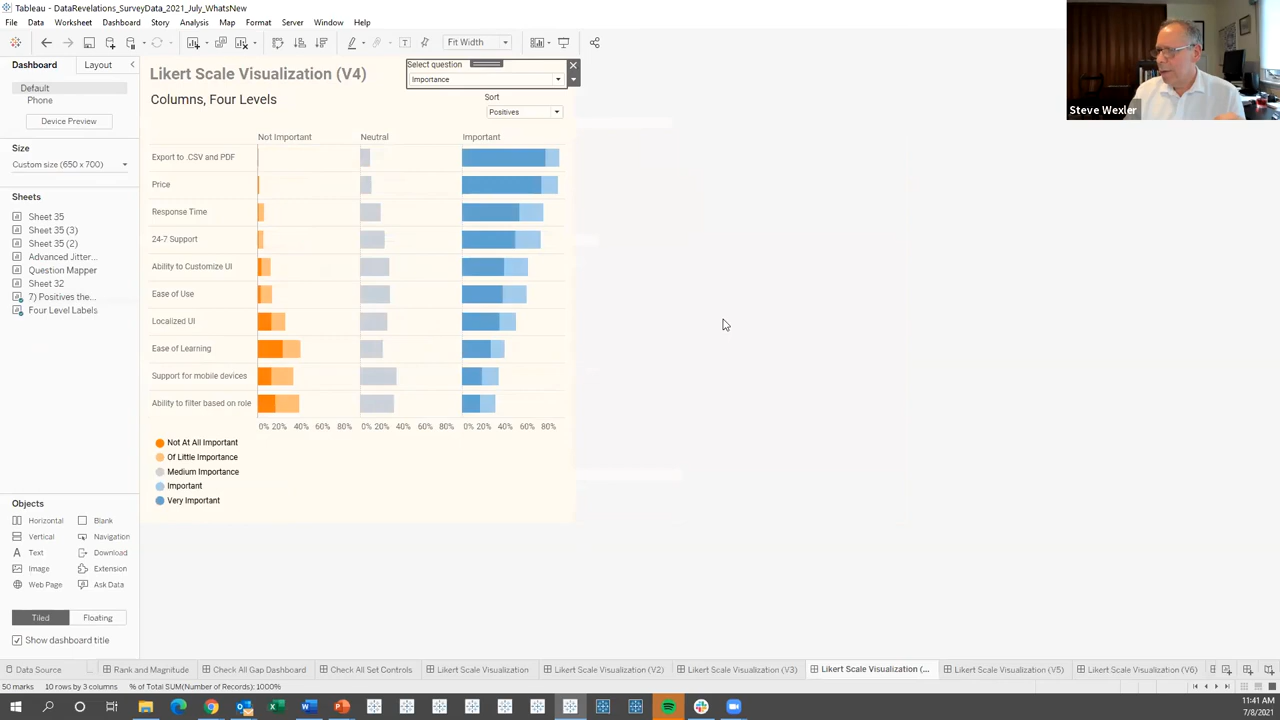 Tableau - DataRevelations_SurveyData_2021_July_WhatsNew
File Data Worksheet Dashboard Story Analysis Map Format Server Window Help
Fit Width
Dashboard Layout
Default
Phone
Device Preview
Size
Custom size (650 x 700)
Sheets
Sheet 35
Sheet 35 (3)
Sheet 35 (2)
Advanced Jitter...
Question Mapper
Sheet 32
7) Positives the...
Four Level Labels
Objects
Horizontal Blank
Vertical Navigation
Text Download
Image Extension
Web Page Ask Data
Tiled Floating
Show dashboard title
Likert Scale Visualization (V4)
Select question
Importance
Columns, Four Levels
Sort
Positives
Not Important Neutral Important
Export to .CSV and PDF
Price
Response Time
24-7 Support
Ability to Customize UI
Ease of Use
Localized UI
Ease of Learning
Support for mobile devices
Ability to filter based on role
0% 20% 40% 60% 80% 0% 20% 40% 60% 80% 0% 20% 40% 60% 80%
Not At All Important
Of Little Importance
Medium Importance
Important
Very Important
Steve Wexler
Data Source Rank and Magnitude Check All Gap Dashboard Check All Set Controls Likert Scale Visualization Likert Scale Visualization (V2) Likert Scale Visualization (V3) Likert Scale Visualization (... Likert Scale Visualization (V5) Likert Scale Visualization (V6)
50 marks 10 rows by 3 columns % of Total SUM(Number of Records): 1000%
11:41 AM
7/8/2021